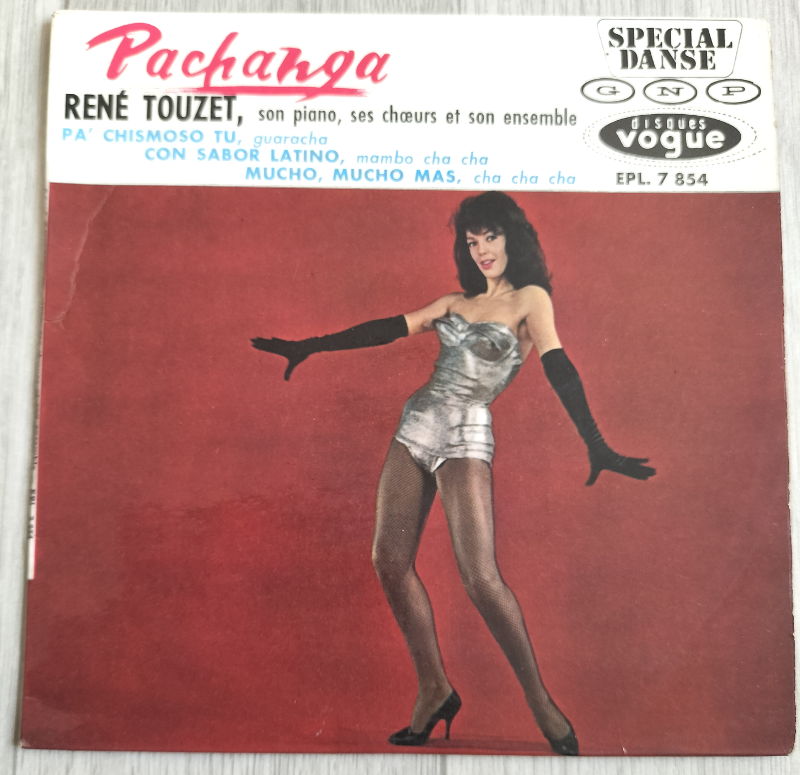 Pachanga
SPECIAL
DANSE
G N P
RENÉ TOUZET, son piano, ses chœurs et son ensemble
disques
vogue
PA' CHISMOSO TU, guaracha
CON SABOR LATINO, mambo cha cha
MUCHO, MUCHO MAS, cha cha cha
EPL. 7 854